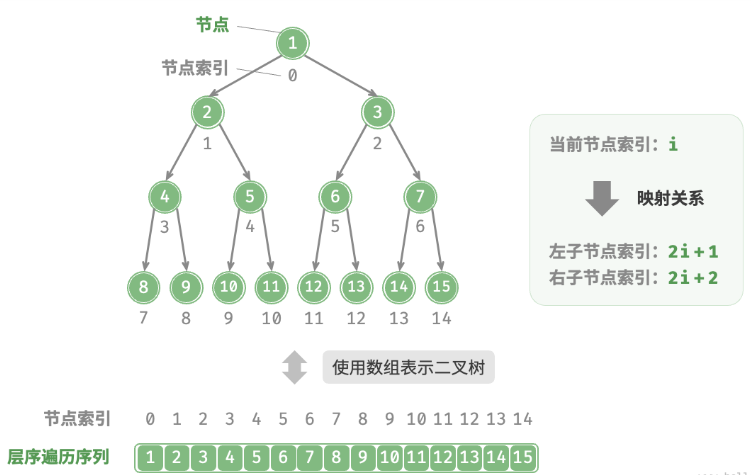 节点
1
节点索引
0
2 3
1 2
当前节点索引：i
映射关系
4 5 6 7
3 4 5 6
左子节点索引：2i+1
右子节点索引：2i+2
8 9 10 11 12 13 14 15
7 8 9 10 11 12 13 14
使用数组表示二叉树
节点索引 0 1 2 3 4 5 6 7 8 9 10 11 12 13 14
层序遍历序列 1 2 3 4 5 6 7 8 9 10 11 12 13 14 15